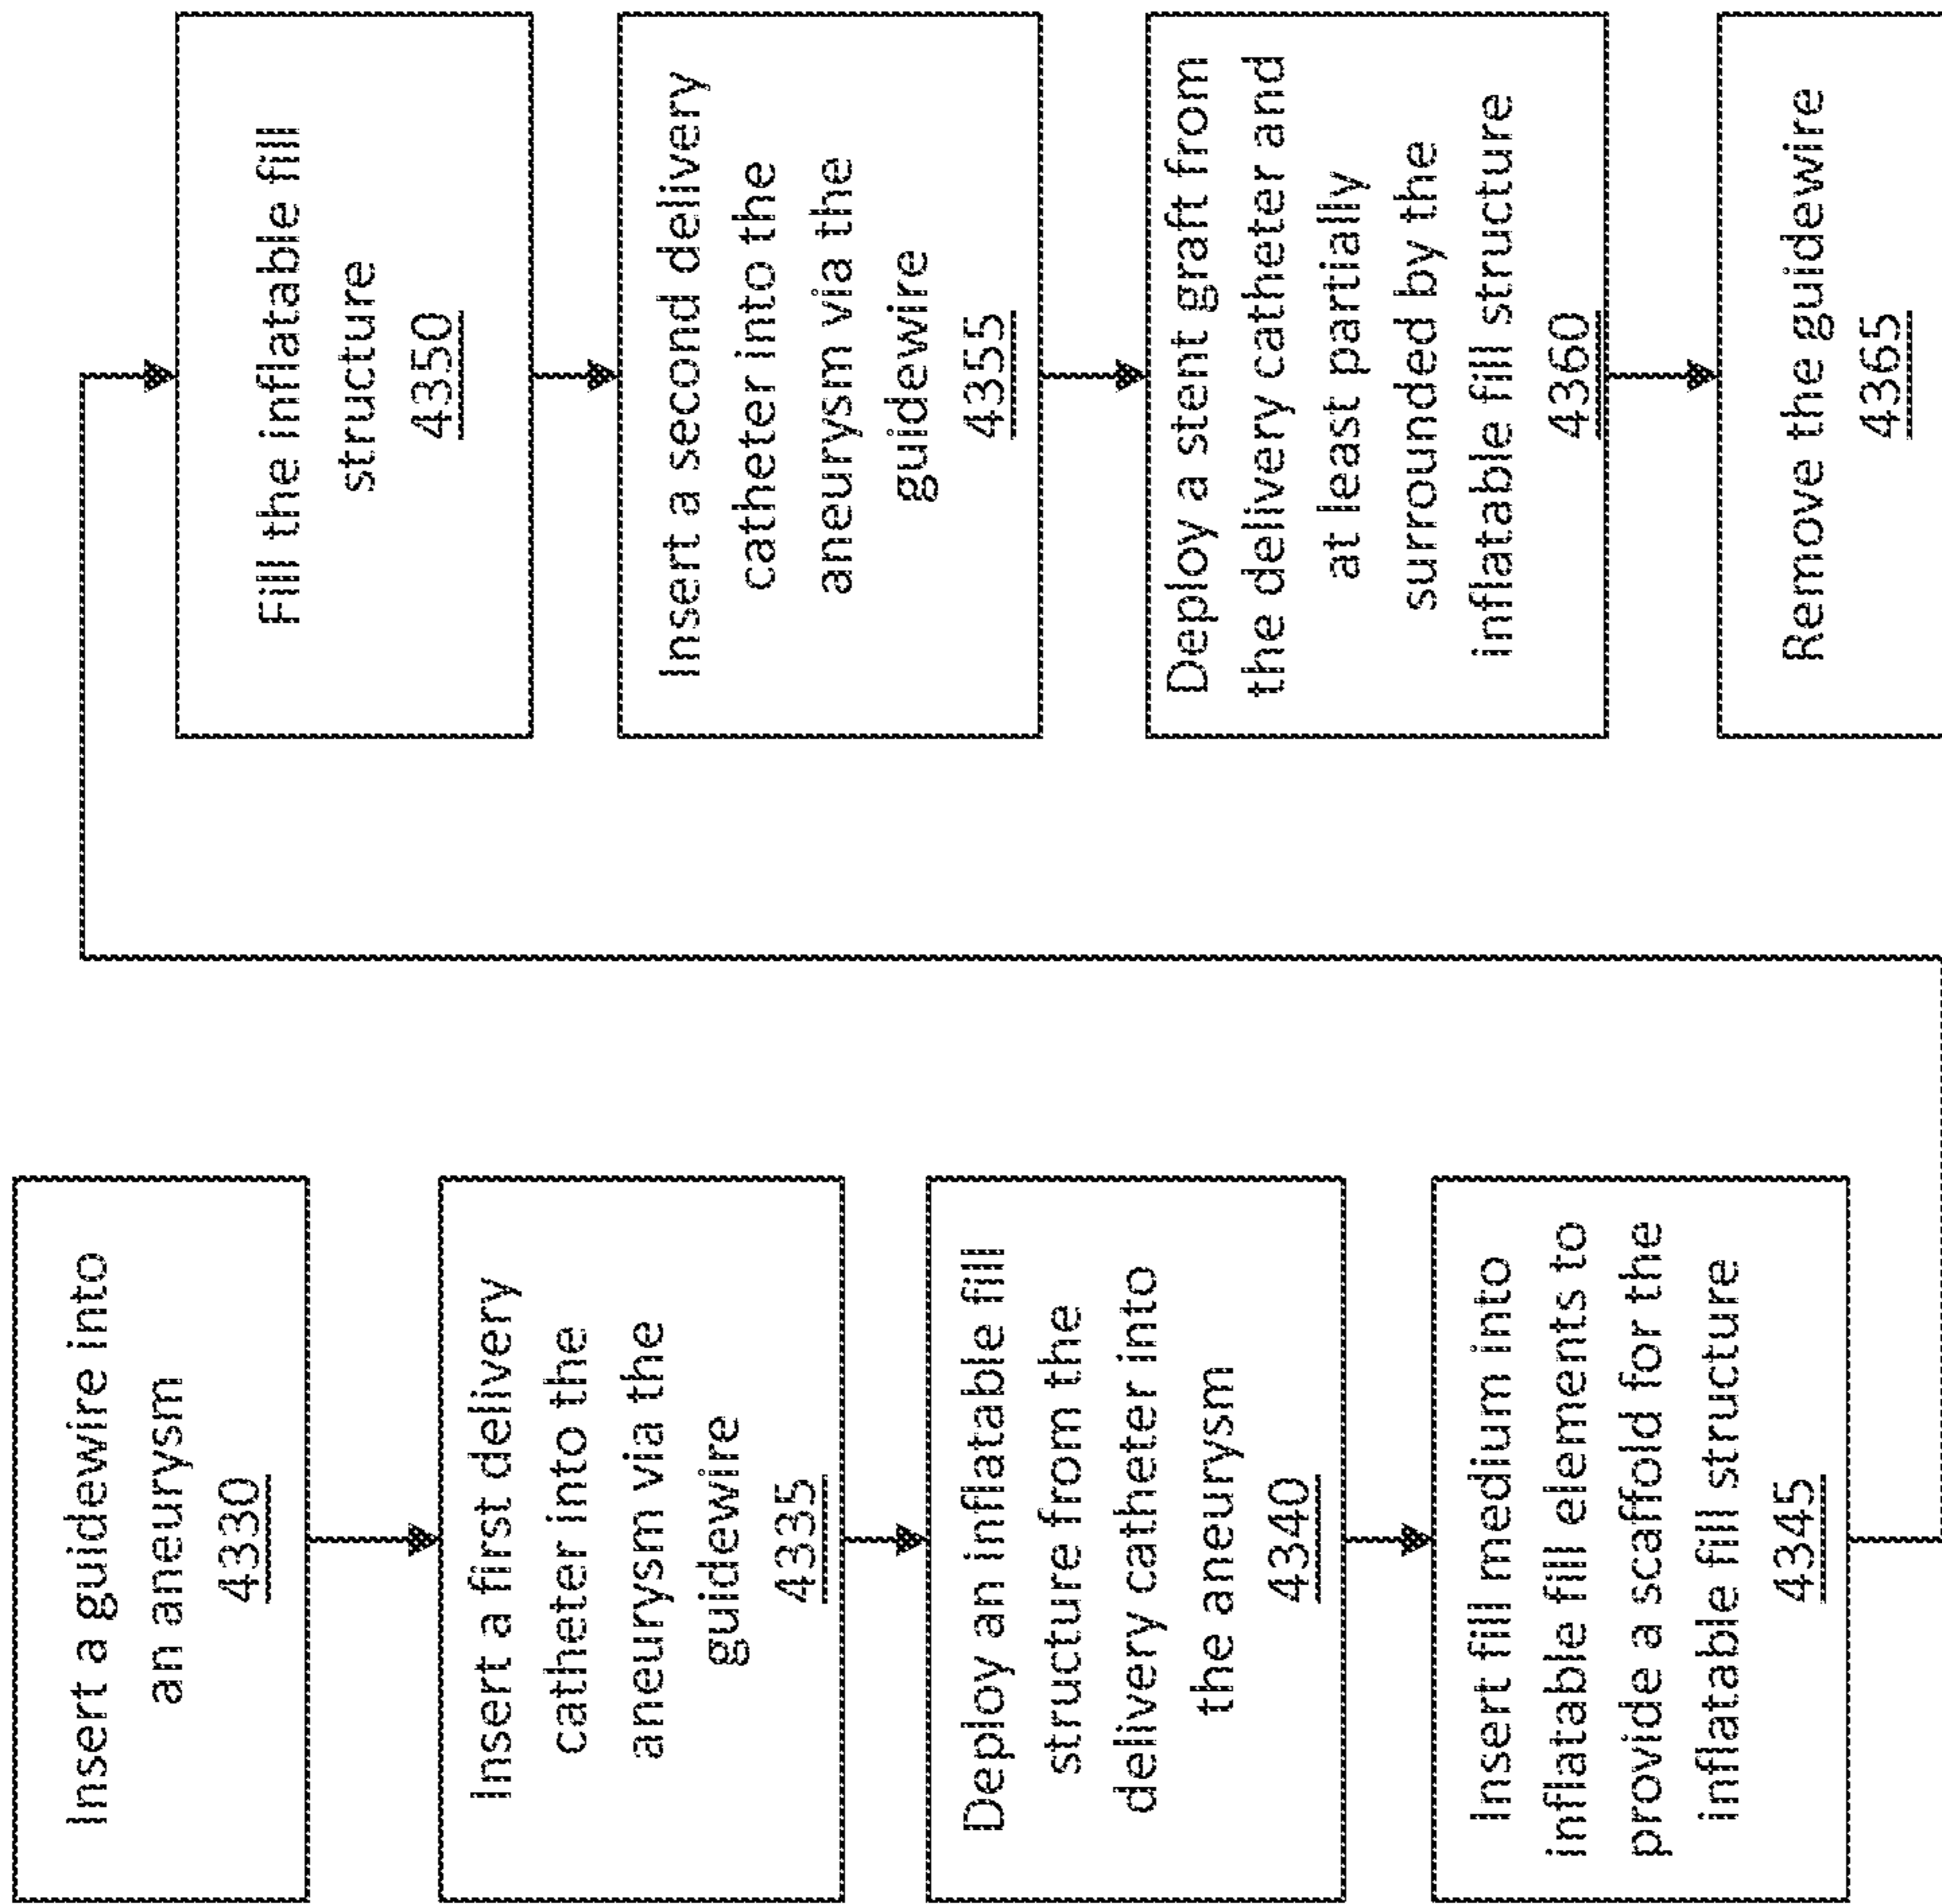 Insert a guidewire into
an aneurysm
4330
Insert a first delivery
catheter into the
aneurysm via the
guidewire
4335
Deploy an inflatable fill
structure from the
delivery catheter into
the aneurysm
4340
Insert fill medium into
inflatable fill elements to
provide a scaffold for the
inflatable fill structure
4345
Fill the inflatable fill
structure
4350
Insert a second delivery
catheter into the
aneurysm via the
guidewire
4355
Deploy a stent graft from
the delivery catheter and
at least partially
surrounded by the
inflatable fill structure
4360
Remove the guidewire
4365